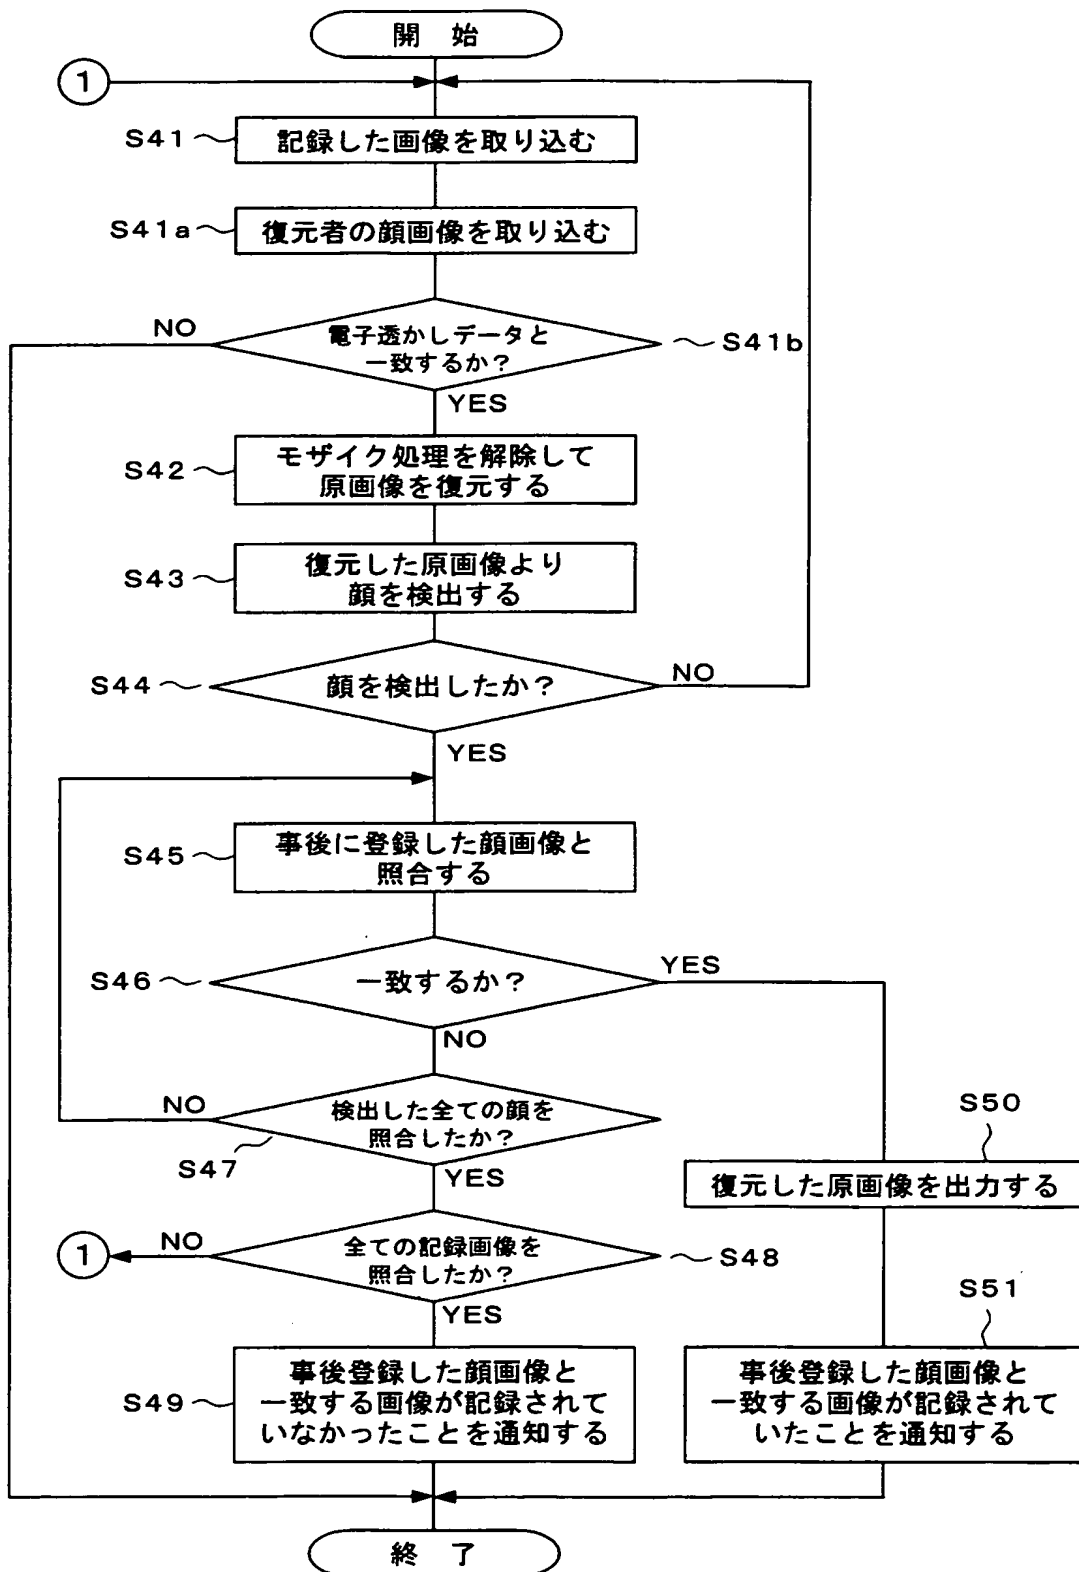 開 始
1
S41
記録した画像を取り込む
S41a
復元者の顔画像を取り込む
NO
電子透かしデータと
一致するか?
S41b
YES
S42
モザイク処理を解除して
原画像を復元する
S43
復元した原画像より
顔を検出する
S44
顔を検出したか?
NO
YES
S45
事後に登録した顔画像と
照合する
S46
一致するか?
YES
NO
NO
検出した全ての顔を
照合したか?
S47
YES
S50
復元した原画像を出力する
1
NO
全ての記録画像を
照合したか?
S48
YES
S51
S49
事後登録した顔画像と
一致する画像が記録されて
いなかったことを通知する
事後登録した顔画像と
一致する画像が記録されて
いたことを通知する
終 了